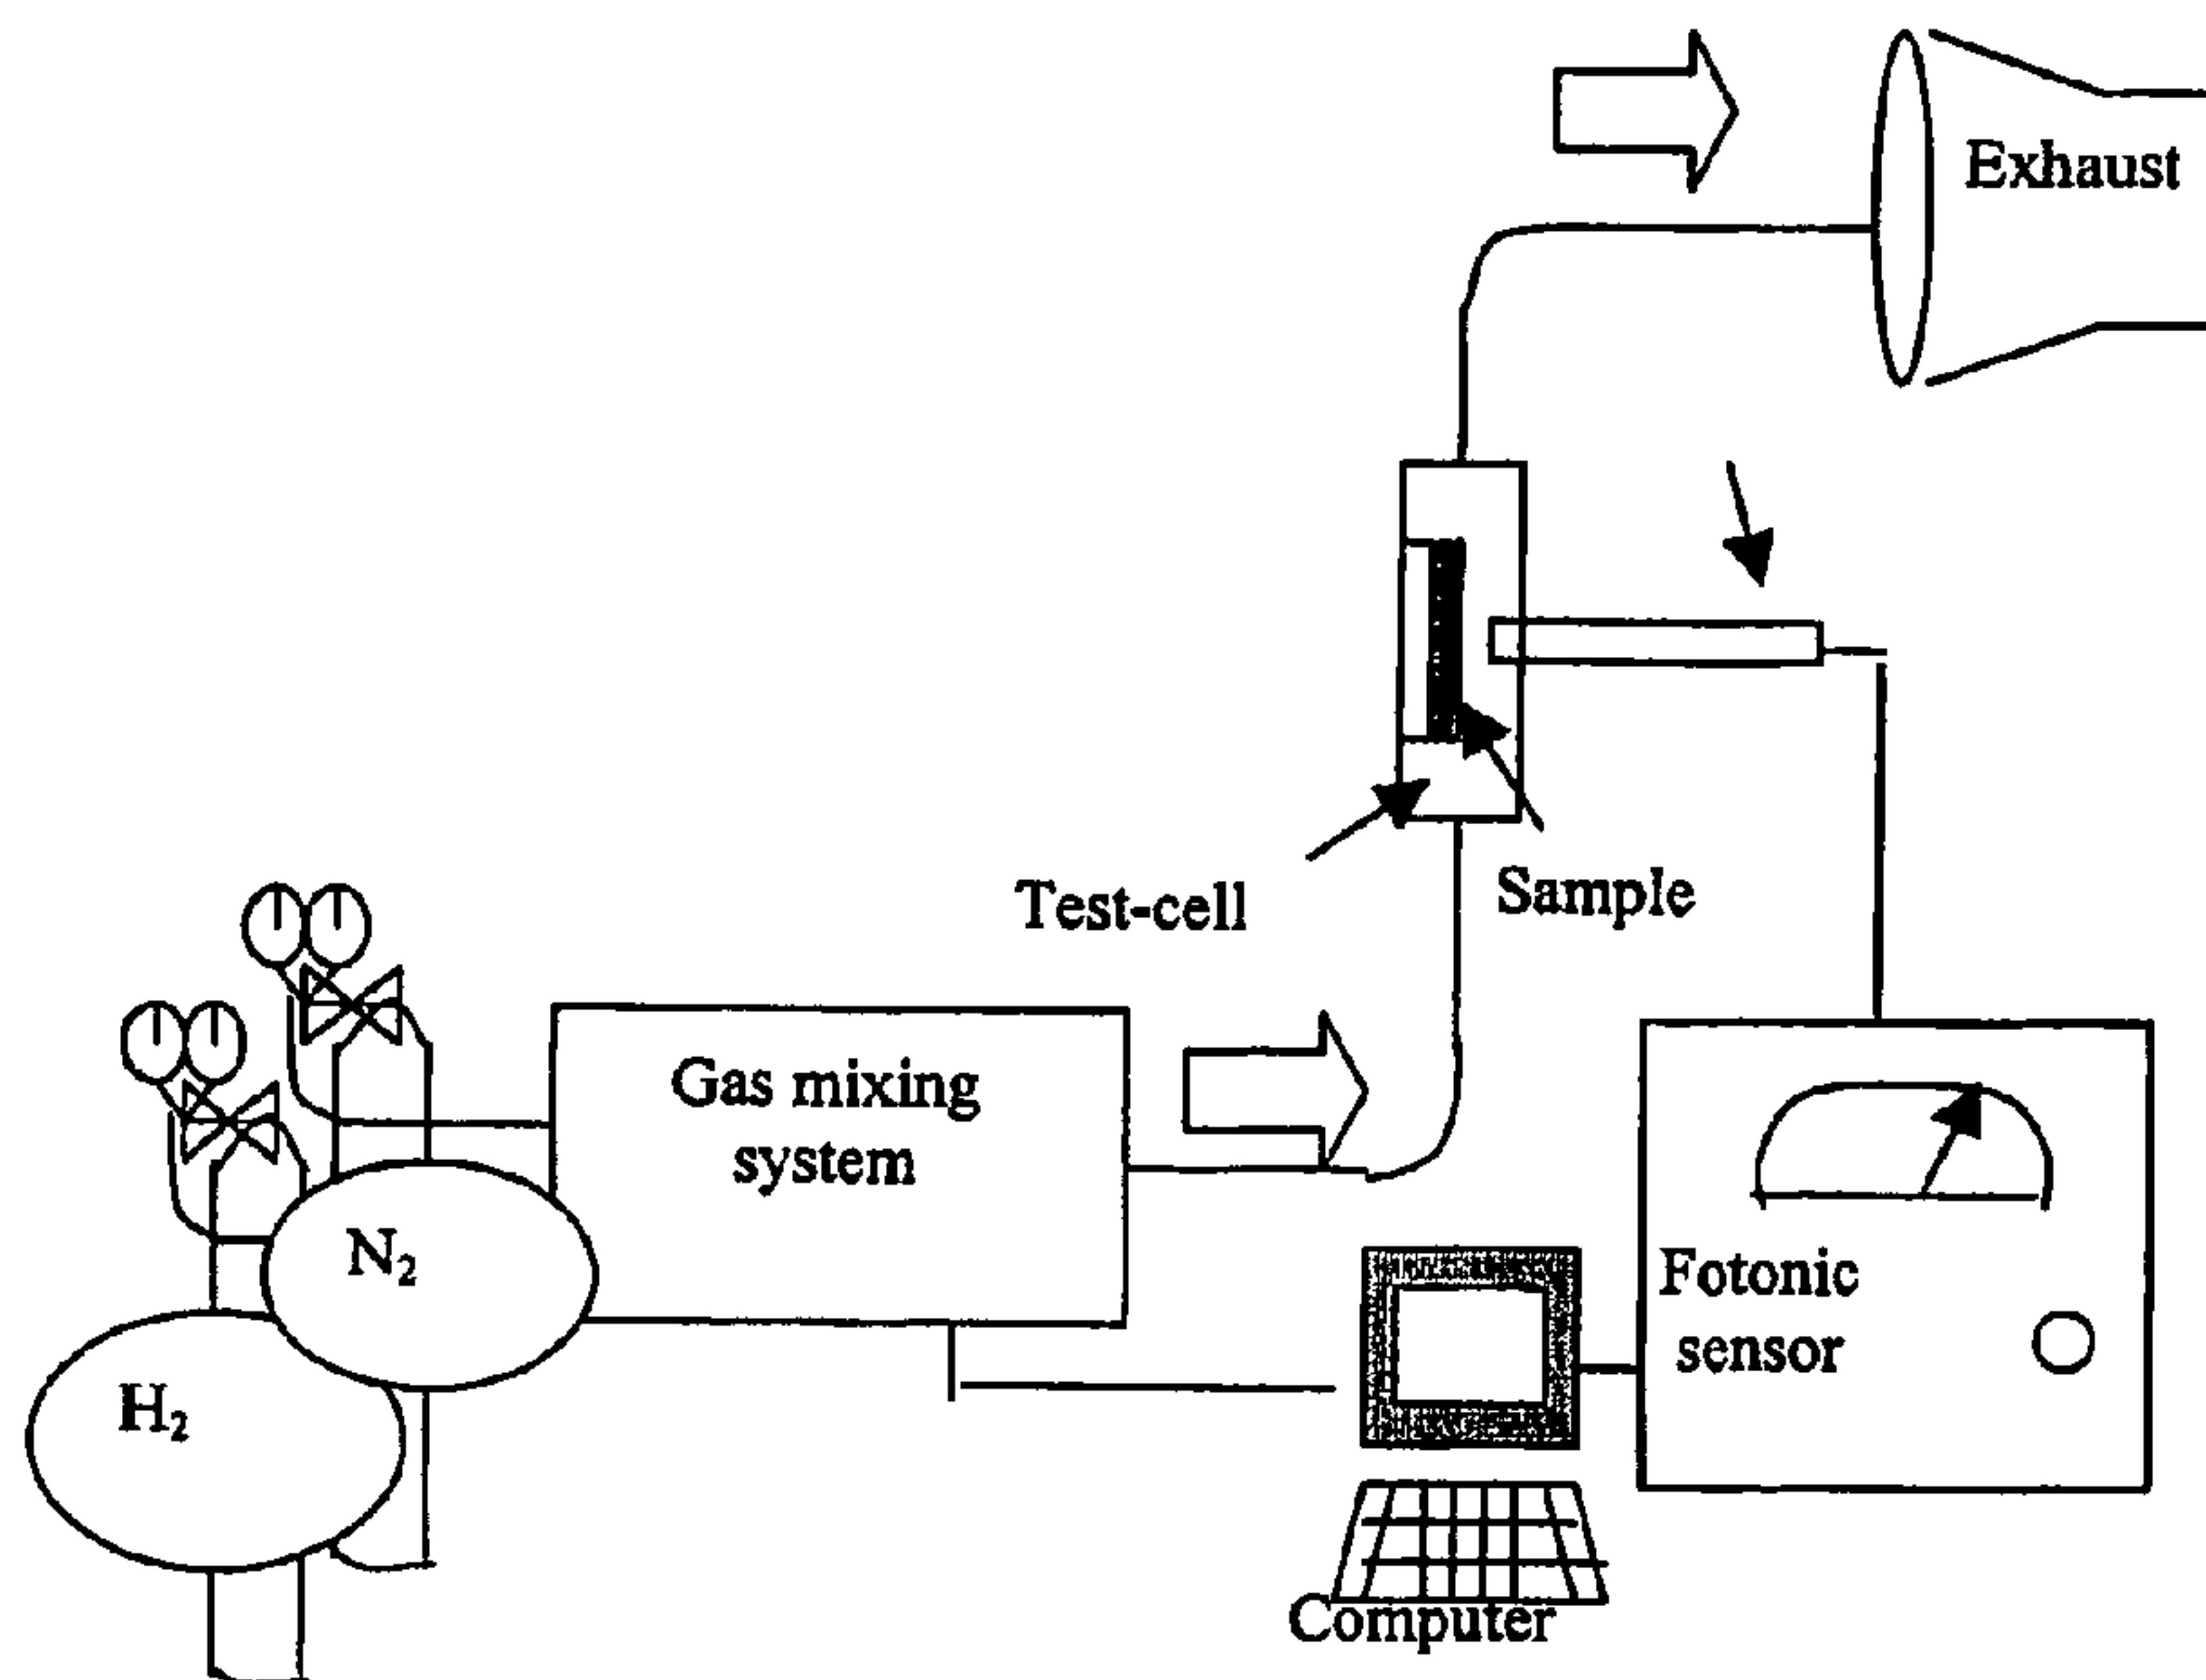 Exhaust
Test-cell
Sample
Gas mixing
system
N₂
H₂
Fotonic
sensor
Computer